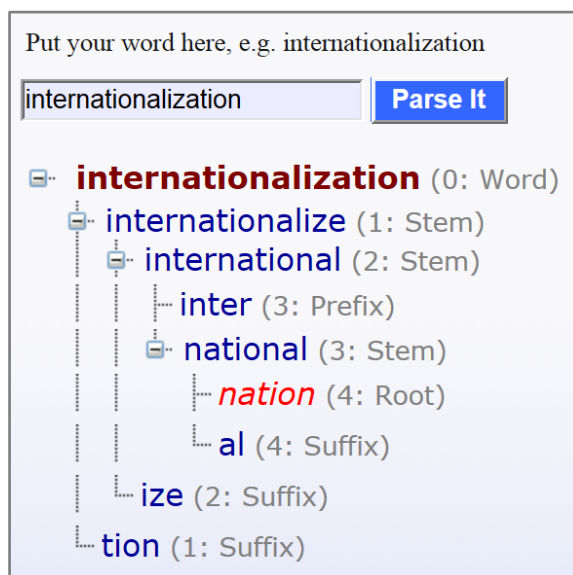 Put your word here, e.g. internationalization
internationalization Parse It
internationalization (0: Word)
internationalize (1: Stem)
international (2: Stem)
inter (3: Prefix)
national (3: Stem)
nation (4: Root)
al (4: Suffix)
ize (2: Suffix)
tion (1: Suffix)